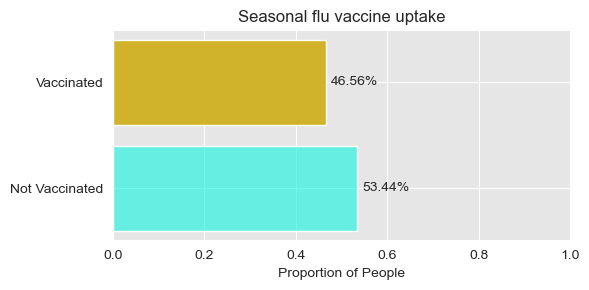 Seasonal flu vaccine uptake
Vaccinated
46.56%
Not Vaccinated
53.44%
0.0 0.2 0.4 0.6 0.8 1.0
Proportion of People